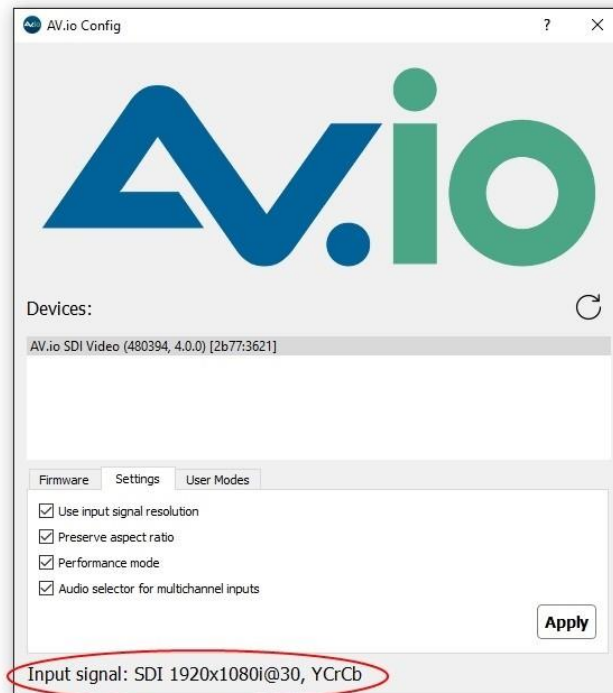 AV.io Config
?
AV.io
Devices:
AV.io SDI Video (480394, 4.0.0) [2b77:3621]
Firmware
Settings
User Modes
Use input signal resolution
Preserve aspect ratio
Performance mode
Audio selector for multichannel inputs
Apply
Input signal: SDI 1920x1080i@30, YCrCb